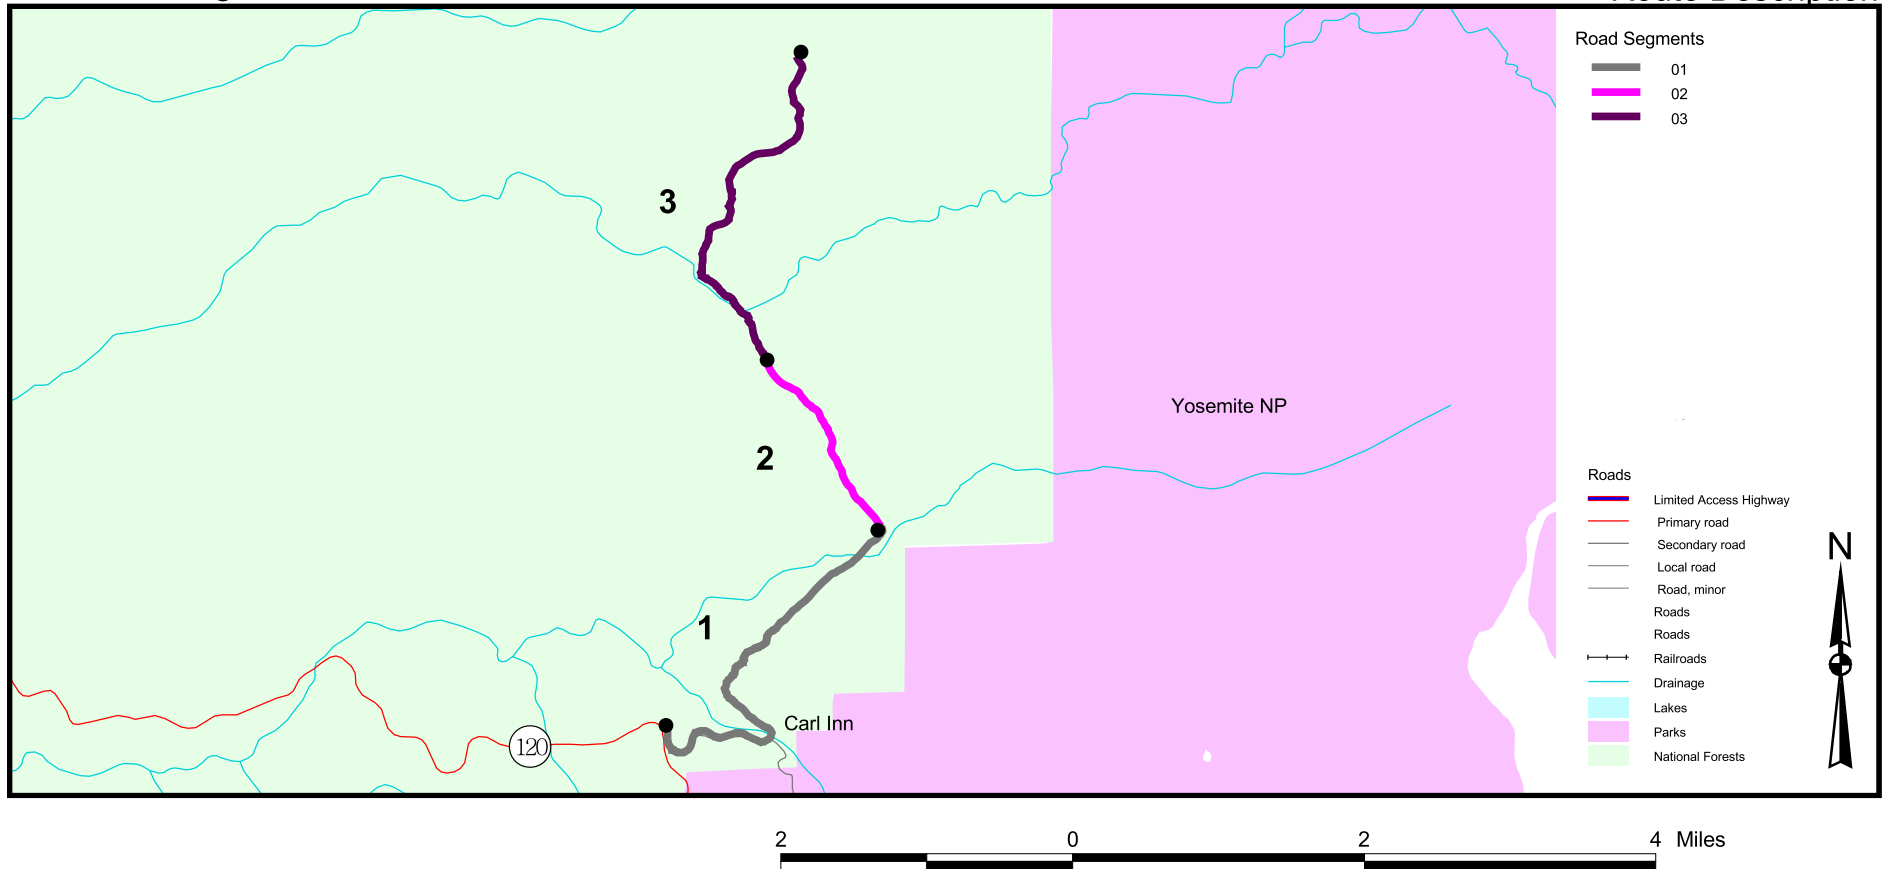 Road Segments
01
02
03
3
Yosemite NP
2
Roads
Limited Access Highway
Primary road
Secondary road
Local road
Road, minor
Roads
Roads
Railroads
Drainage
Lakes
Parks
National Forests
N
1
Carl Inn
120
2 0 2 4 Miles